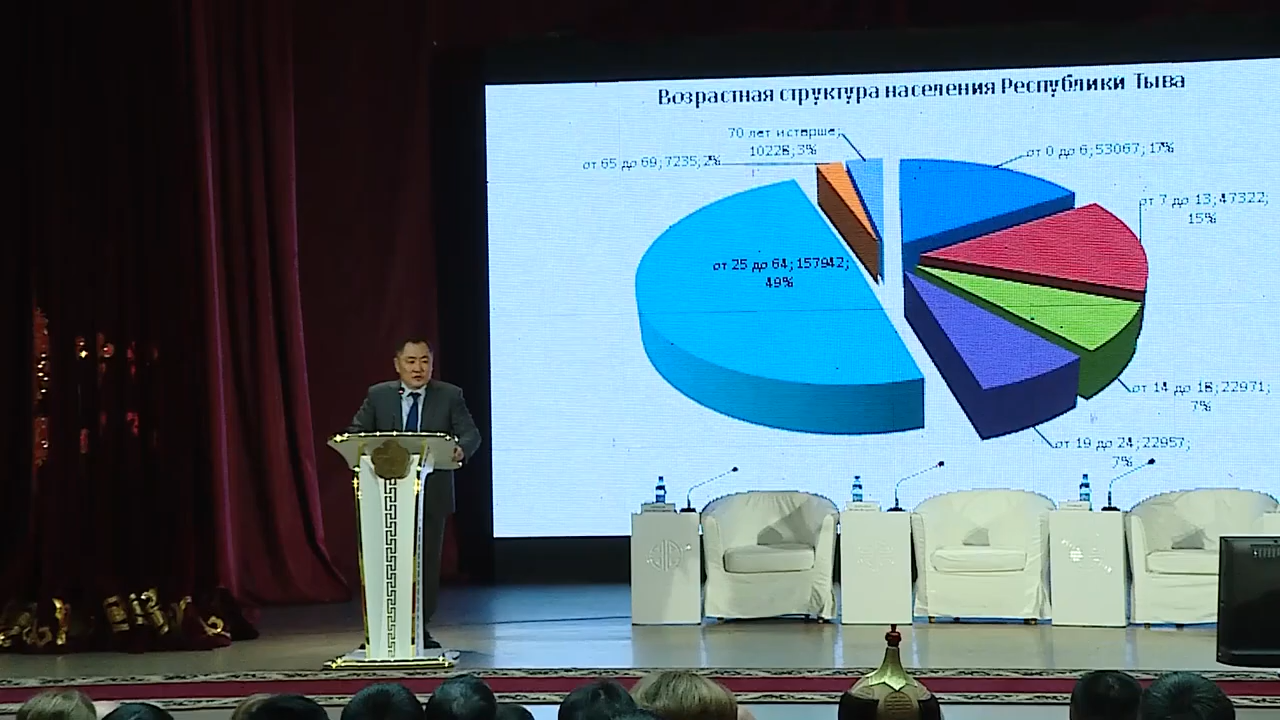 Возрастная структура населения Республики Тыва
70 лет и старше;
10228; 3%
от 65 до 69; 7235; 2%
от 0 до 6; 53067; 17%
от 7 до 13; 47322;
15%
от 25 до 64; 157942;
49%
от 14 до 18; 22971;
7%
от 19 до 24; 22957;
7%